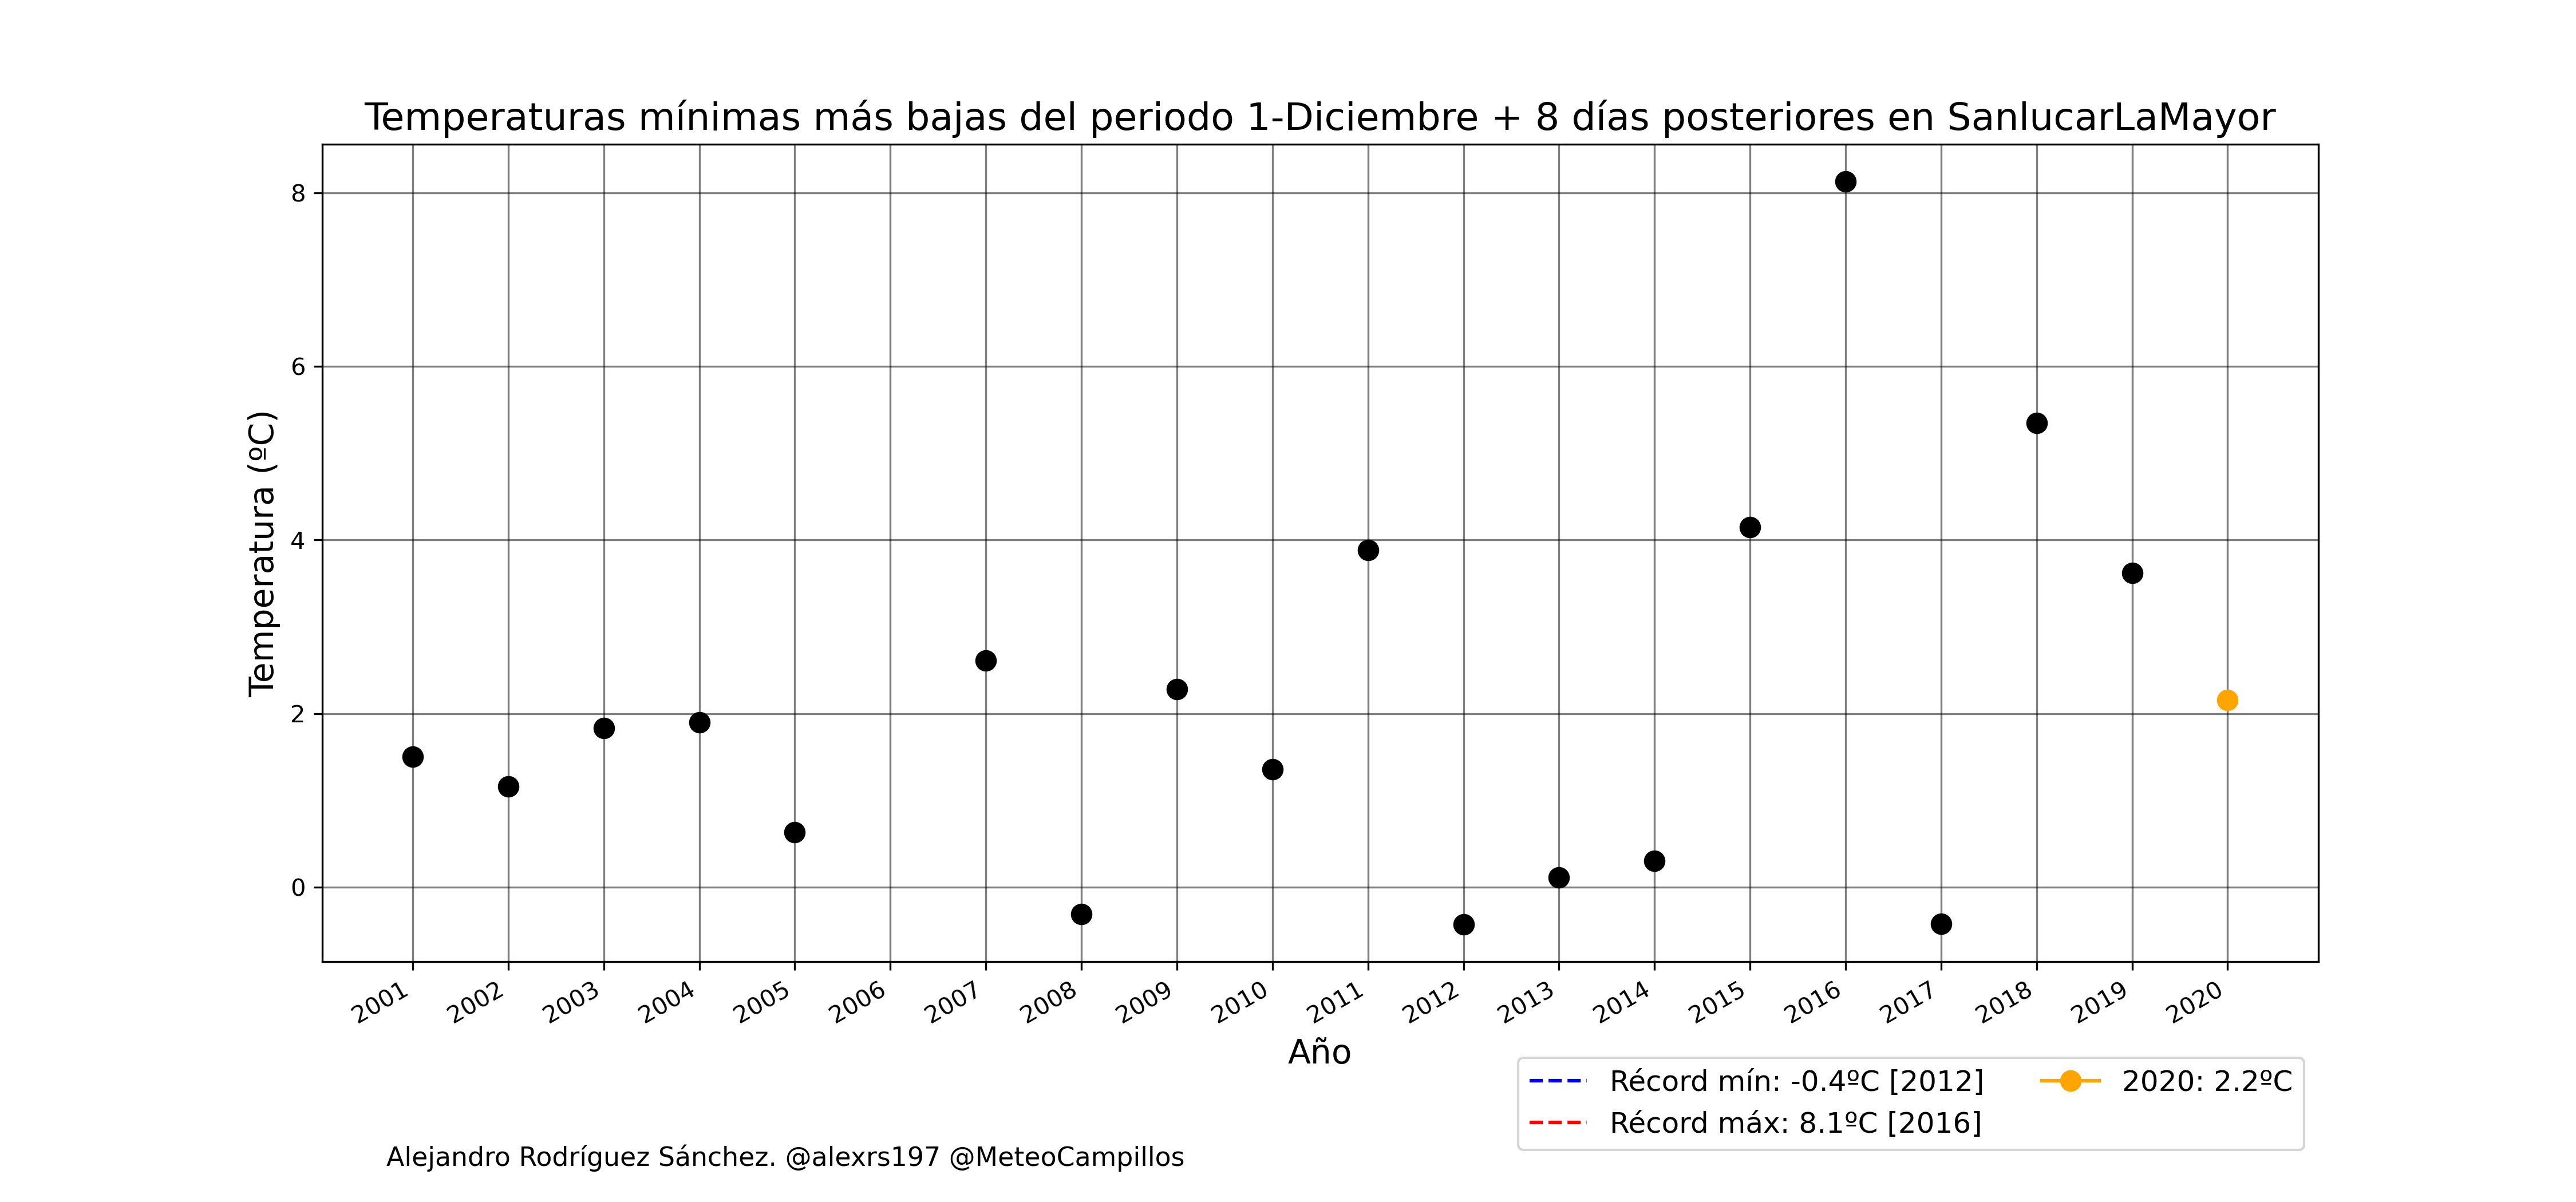 Temperaturas mínimas más bajas del periodo 1-Diciembre + 8 días posteriores en SanlucarLaMayor
Temperatura (ºC)
8
6
4
2
0
2001 2002 2003 2004 2005 2006 2007 2008 2009 2010 2011 2012 2013 2014 2015 2016 2017 2018 2019 2020
Año
Récord mín: -0.4ºC [2012]
Récord máx: 8.1ºC [2016]
2020: 2.2ºC
Alejandro Rodríguez Sánchez. @alexrs197 @MeteoCampillos